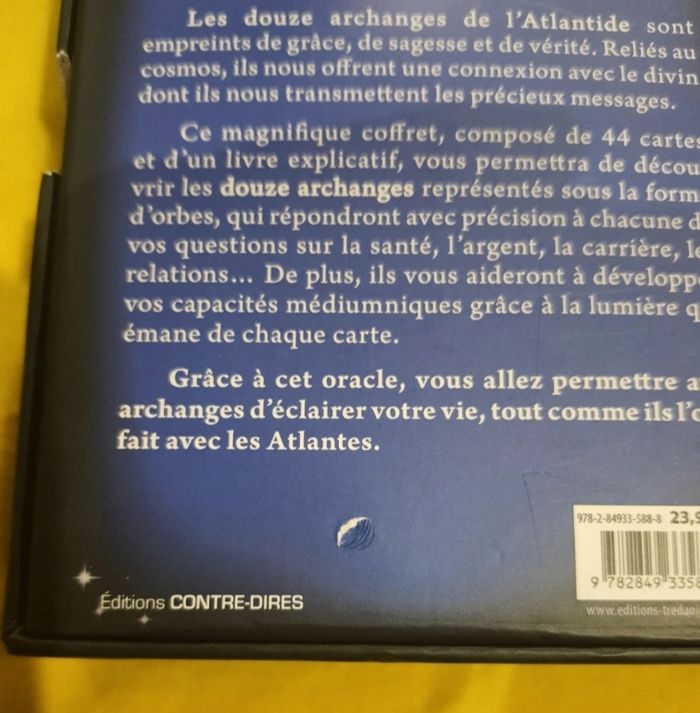 Les douze archanges de l'Atlantide sont
empreints de grâce, de sagesse et de vérité. Reliés au
cosmos, ils nous offrent une connexion avec le divin
dont ils nous transmettent les précieux messages.
Ce magnifique coffret, composé de 44 cartes
et d'un livre explicatif, vous permettra de décou-
vrir les douze archanges représentés sous la form
d'orbes, qui répondront avec précision à chacune d
vos questions sur la santé, l'argent, la carrière, le
relations... De plus, ils vous aideront à développe
vos capacités médiumniques grâce à la lumière q
émane de chaque carte.
Grâce à cet oracle, vous allez permettre a
archanges d'éclairer votre vie, tout comme ils l'o
fait avec les Atlantes.
978-2-84933-588-8 23,9
9 782849 3358
Éditions CONTRE-DIRES
www.editions-tredani